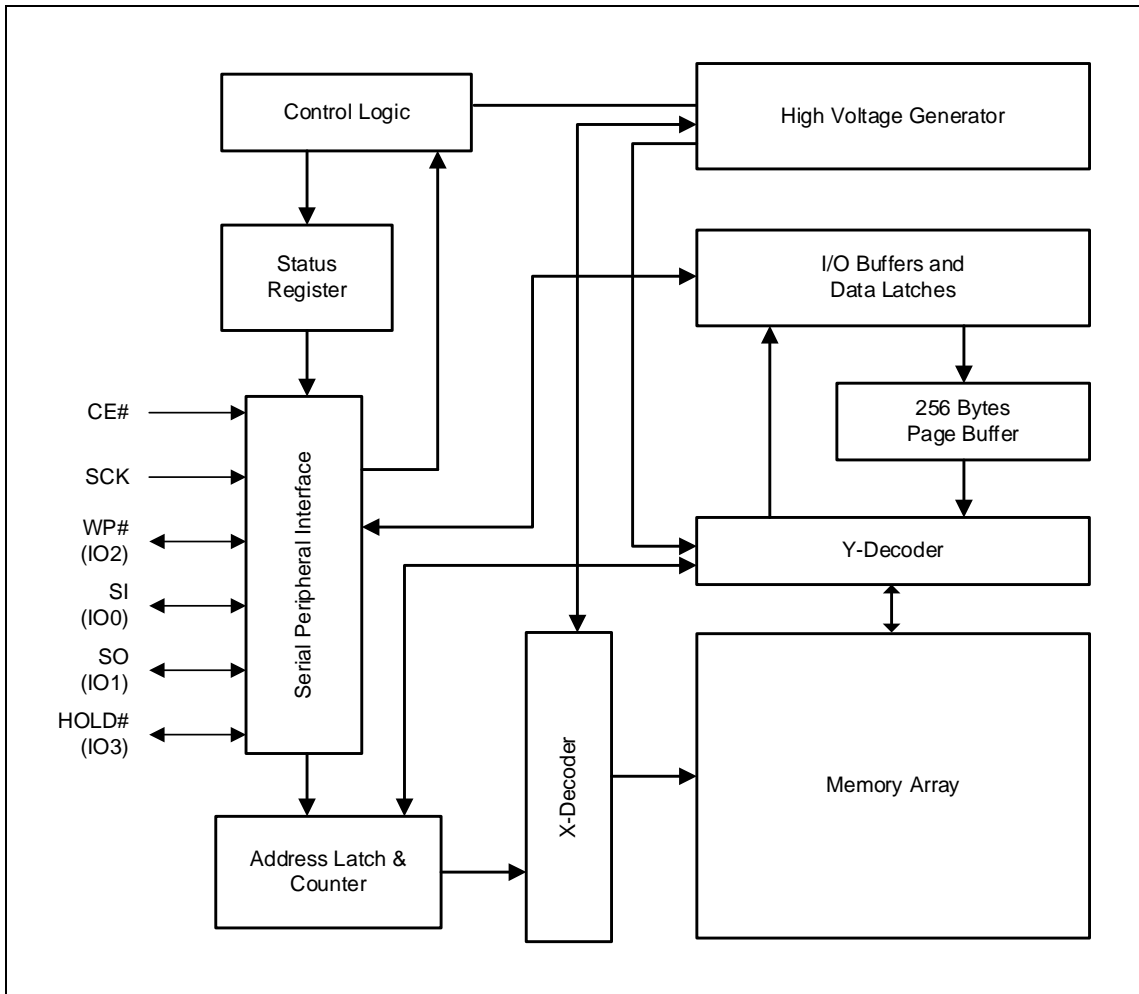 Control Logic
High Voltage Generator
Status
Register
I/O Buffers and
Data Latches
256 Bytes
Page Buffer
CE#
SCK
WP#
(IO2)
SI
(IO0)
SO
(IO1)
HOLD#
(IO3)
Serial Peripheral Interface
Y-Decoder
X-Decoder
Memory Array
Address Latch &
Counter